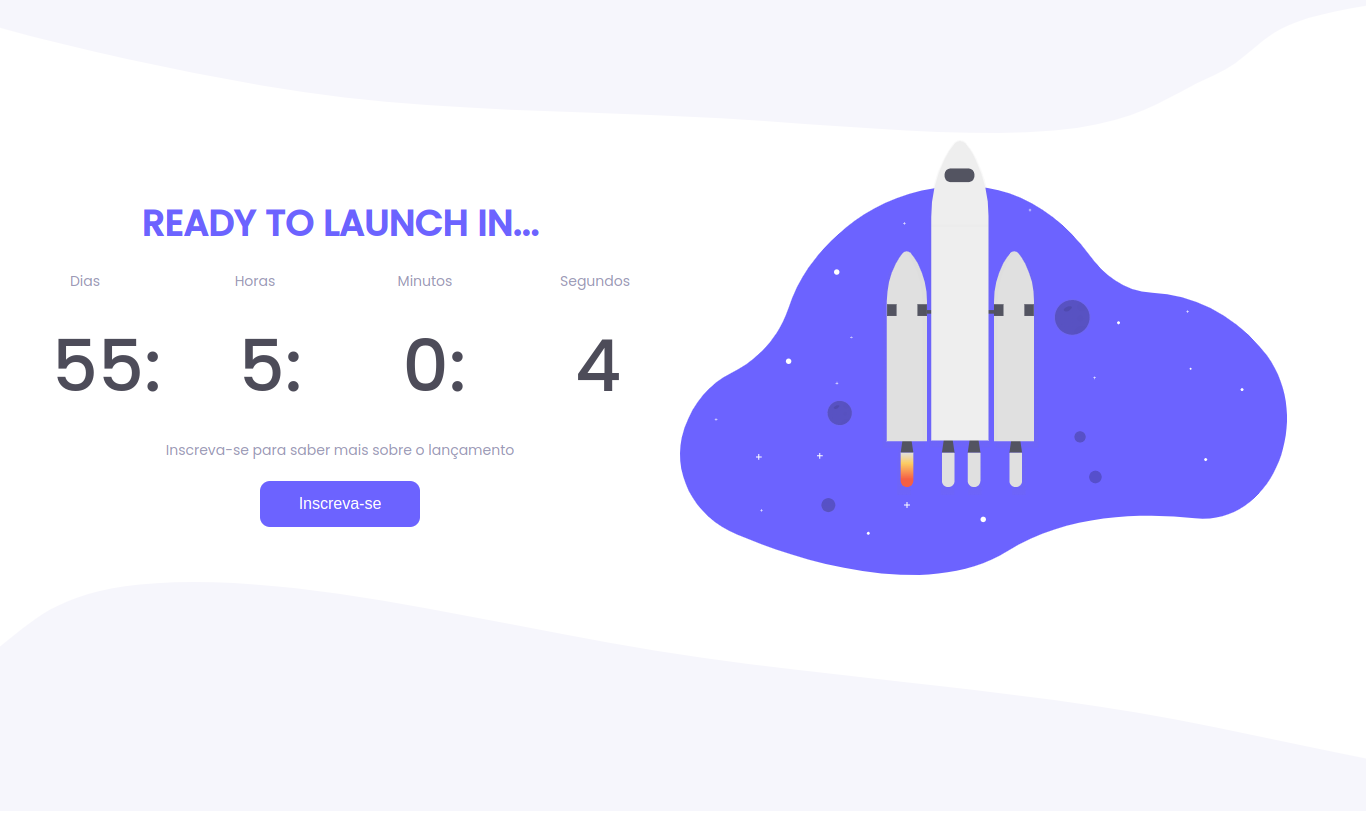 READY TO LAUNCH IN...
Dias Horas Minutos Segundos
55: 5: 0: 4
Inscreva-se para saber mais sobre o lançamento
Inscreva-se